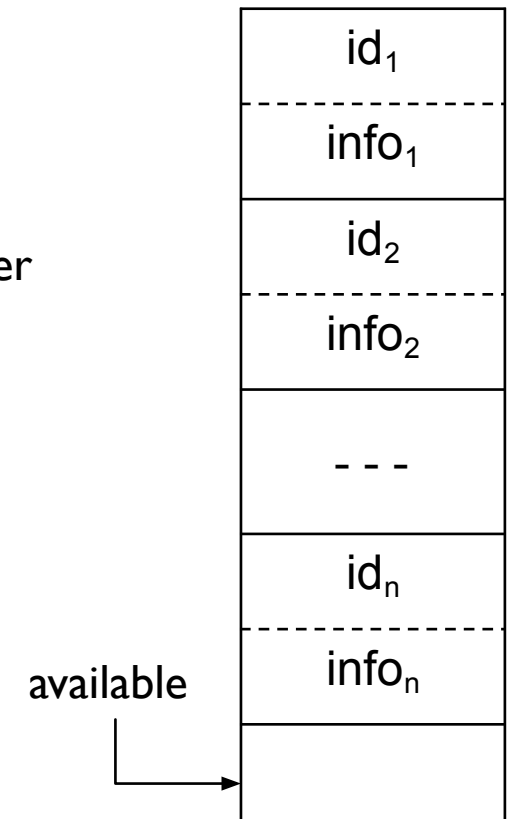 id₁
info₁
er
id₂
info₂
- - -
idₙ
infoₙ
available